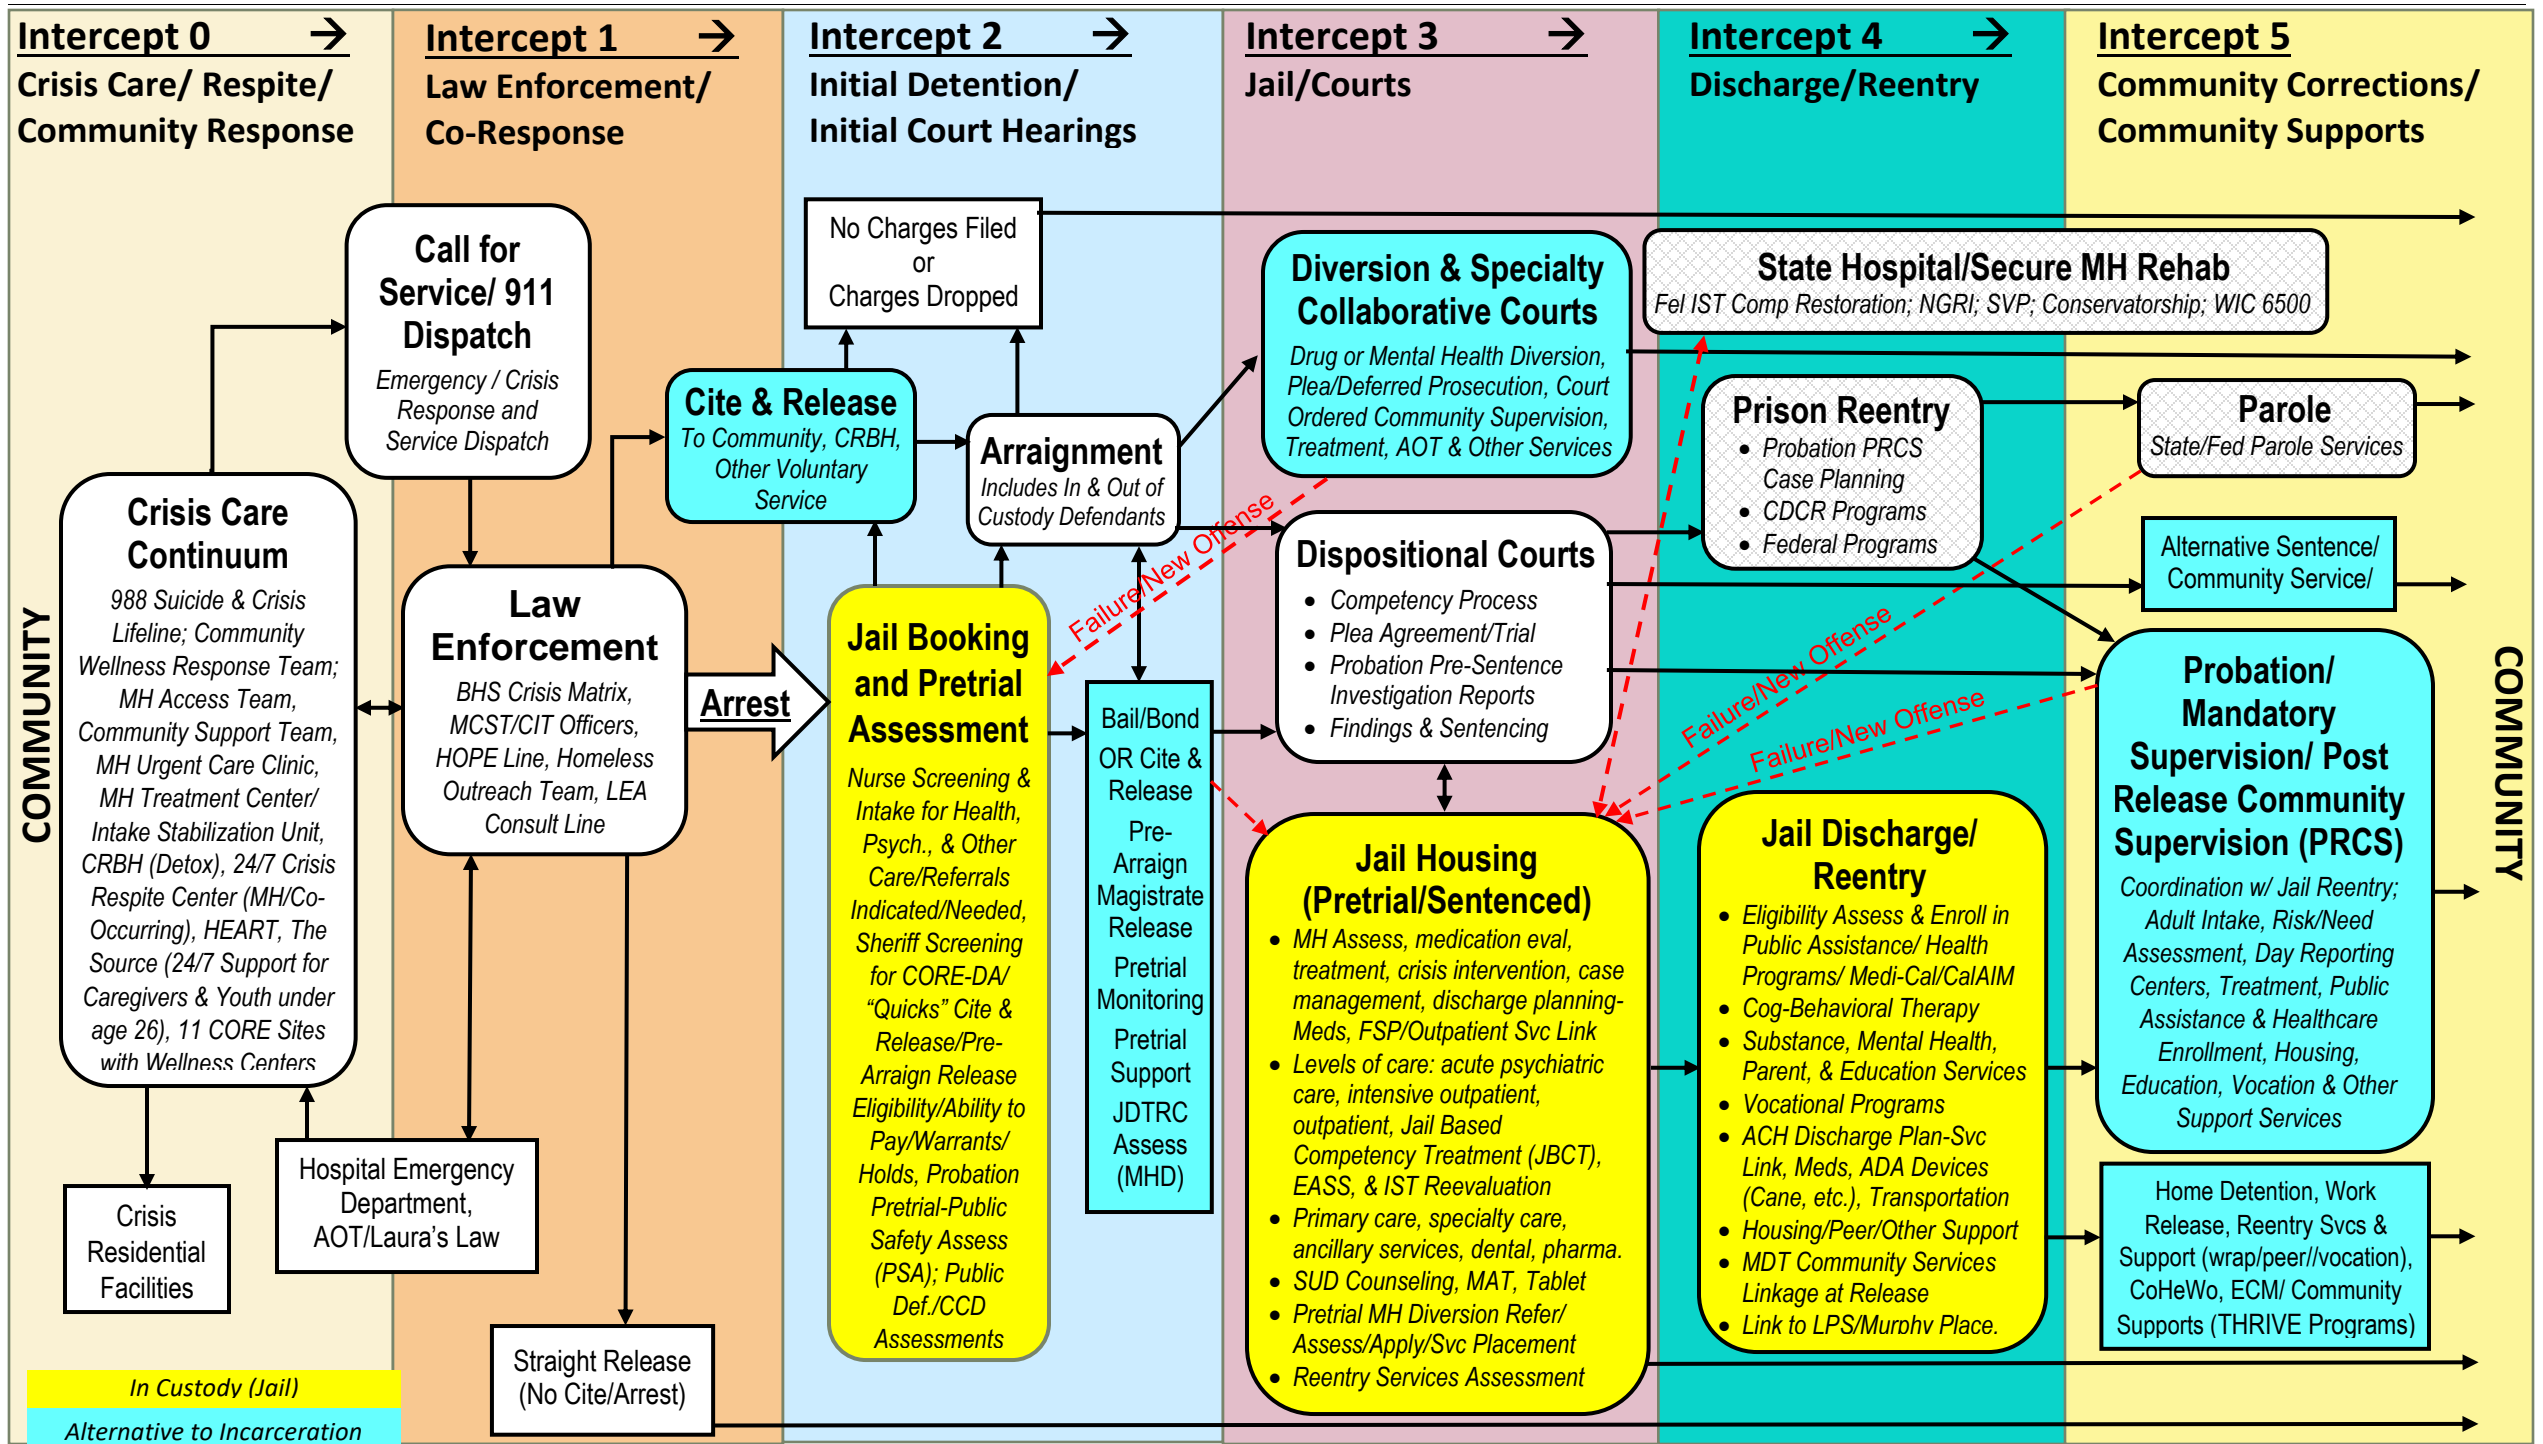 Intercept 0 →
Crisis Care/ Respite/
Community Response
Intercept 1 →
Law Enforcement/
Co-Response
Intercept 2 →
Initial Detention/
Initial Court Hearings
Intercept 3 →
Jail/Courts
Intercept 4 →
Discharge/Reentry
Intercept 5
Community Corrections/
Community Supports
COMMUNITY
Call for
Service/ 911
Dispatch
Emergency / Crisis
Response and
Service Dispatch
Crisis Care
Continuum
988 Suicide & Crisis
Lifeline; Community
Wellness Response Team;
MH Access Team,
Community Support Team,
MH Urgent Care Clinic,
MH Treatment Center/
Intake Stabilization Unit,
CRBH (Detox), 24/7 Crisis
Respite Center (MH/Co-
Occurring), HEART, The
Source (24/7 Support for
Caregivers & Youth under
age 26), 11 CORE Sites
with Wellness Centers
Crisis
Residential
Facilities
Hospital Emergency
Department,
AOT/Laura's Law
Law
Enforcement
BHS Crisis Matrix,
MCST/CIT Officers,
HOPE Line, Homeless
Outreach Team, LEA
Consult Line
Arrest
Straight Release
(No Cite/Arrest)
In Custody (Jail)
Alternative to Incarceration
No Charges Filed
or
Charges Dropped
Cite & Release
To Community, CRBH,
Other Voluntary
Service
Arraignment
Includes In & Out of
Custody Defendants
Jail Booking
and Pretrial
Assessment
Nurse Screening &
Intake for Health,
Psych., & Other
Care/Referrals
Indicated/Needed,
Sheriff Screening
for CORE-DA/
“Quicks” Cite &
Release/Pre-
Arraign Release
Eligibility/Ability to
Pay/Warrants/
Holds, Probation
Pretrial-Public
Safety Assess
(PSA); Public
Def./CCD
Assessments
Bail/Bond
OR Cite &
Release
Pre-
Arraign
Magistrate
Release
Pretrial
Monitoring
Pretrial
Support
JDTRC
Assess
(MHD)
Failure/New Offense
Diversion & Specialty
Collaborative Courts
Drug or Mental Health Diversion,
Plea/Deferred Prosecution, Court
Ordered Community Supervision,
Treatment, AOT & Other Services
Dispositional Courts
• Competency Process
• Plea Agreement/Trial
• Probation Pre-Sentence
Investigation Reports
• Findings & Sentencing
Jail Housing
(Pretrial/Sentenced)
• MH Assess, medication eval,
treatment, crisis intervention, case
management, discharge planning-
Meds, FSP/Outpatient Svc Link
• Levels of care: acute psychiatric
care, intensive outpatient,
outpatient, Jail Based
Competency Treatment (JBCT),
EASS, & IST Reevaluation
• Primary care, specialty care,
ancillary services, dental, pharma.
• SUD Counseling, MAT, Tablet
• Pretrial MH Diversion Refer/
Assess/Apply/Svc Placement
• Reentry Services Assessment
State Hospital/Secure MH Rehab
Fel IST Comp Restoration; NGRI; SVP; Conservatorship; WIC 6500
Prison Reentry
• Probation PRCS
Case Planning
• CDCR Programs
• Federal Programs
Failure/New Offense
Failure/New Offense
Jail Discharge/
Reentry
• Eligibility Assess & Enroll in
Public Assistance/ Health
Programs/ Medi-Cal/CalAIM
• Cog-Behavioral Therapy
• Substance, Mental Health,
Parent, & Education Services
• Vocational Programs
• ACH Discharge Plan-Svc
Link, Meds, ADA Devices
(Cane, etc.), Transportation
• Housing/Peer/Other Support
• MDT Community Services
Linkage at Release
• Link to LPS/Murphy Place.
Parole
State/Fed Parole Services
Alternative Sentence/
Community Service/
Probation/
Mandatory
Supervision/ Post
Release Community
Supervision (PRCS)
Coordination w/ Jail Reentry;
Adult Intake, Risk/Need
Assessment, Day Reporting
Centers, Treatment, Public
Assistance & Healthcare
Enrollment, Housing,
Education, Vocation & Other
Support Services
Home Detention, Work
Release, Reentry Svcs &
Support (wrap/peer//vocation),
CoHeWo, ECM/ Community
Supports (THRIVE Programs)
COMMUNITY